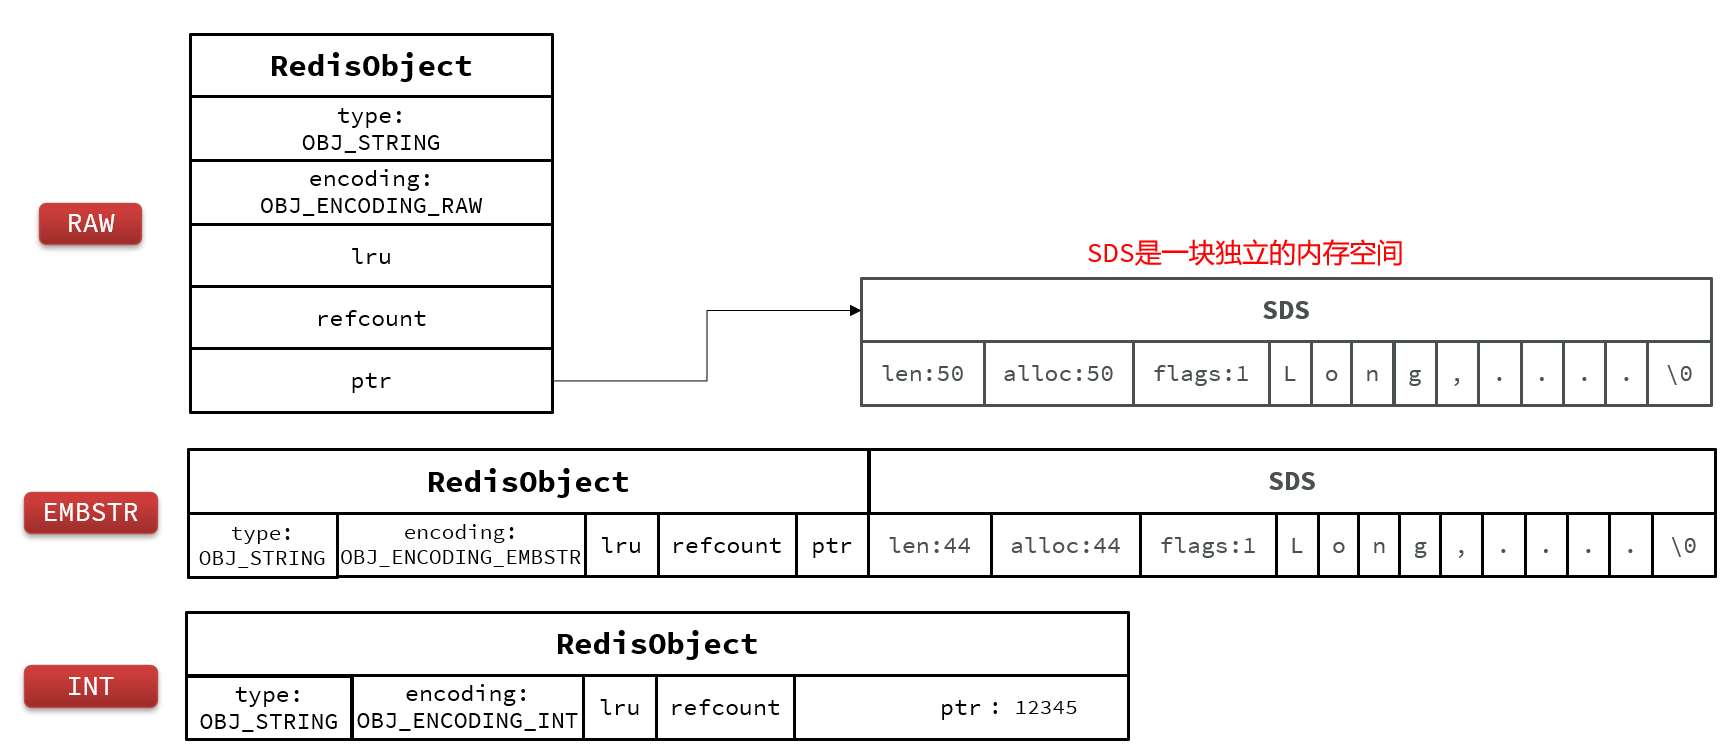 RAW
RedisObject
type:
OBJ_STRING
encoding:
OBJ_ENCODING_RAW
lru
refcount
ptr
SDS是一块独立的内存空间
SDS
len:50 alloc:50 flags:1 L o n g , . . . . \0
EMBSTR
RedisObject SDS
type:
OBJ_STRING
encoding:
OBJ_ENCODING_EMBSTR
lru refcount ptr len:44 alloc:44 flags:1 L o n g , . . . . \0
INT
RedisObject
type:
OBJ_STRING
encoding:
OBJ_ENCODING_INT
lru refcount ptr : 12345